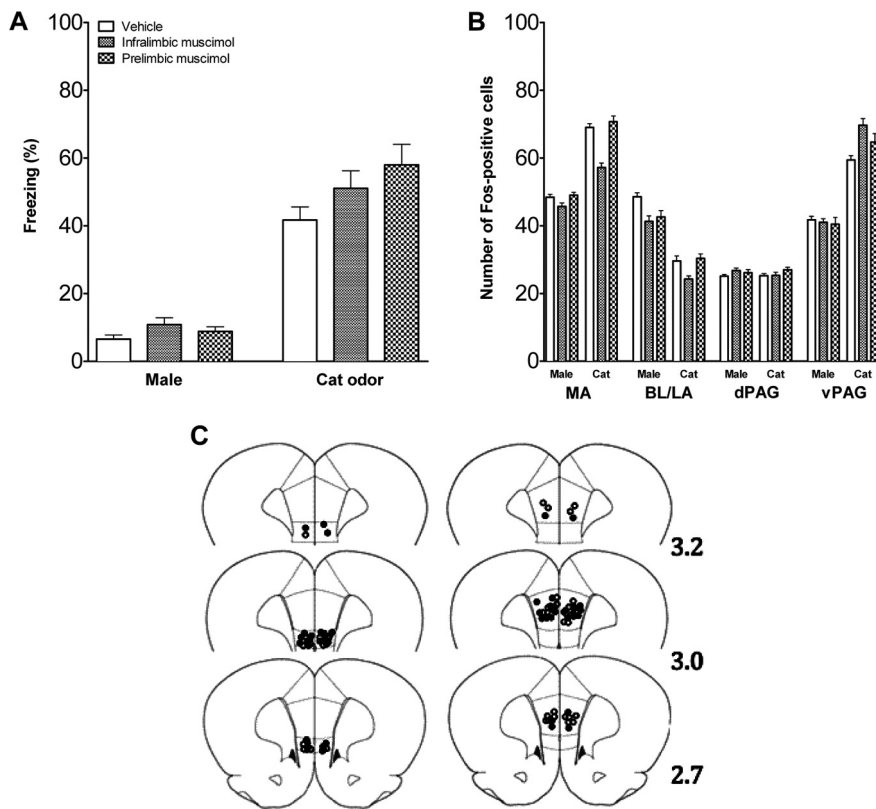 A
Vehicle
Infralimbic muscimol
Prelimbic muscimol
Freezing (%)
100
80
60
40
20
0
Male
Cat odor
B
Number of Fos-positive cells
100
80
60
40
20
0
Male Cat Male Cat Male Cat Male Cat
MA BL/LA dPAG vPAG
C
3.2
3.0
2.7